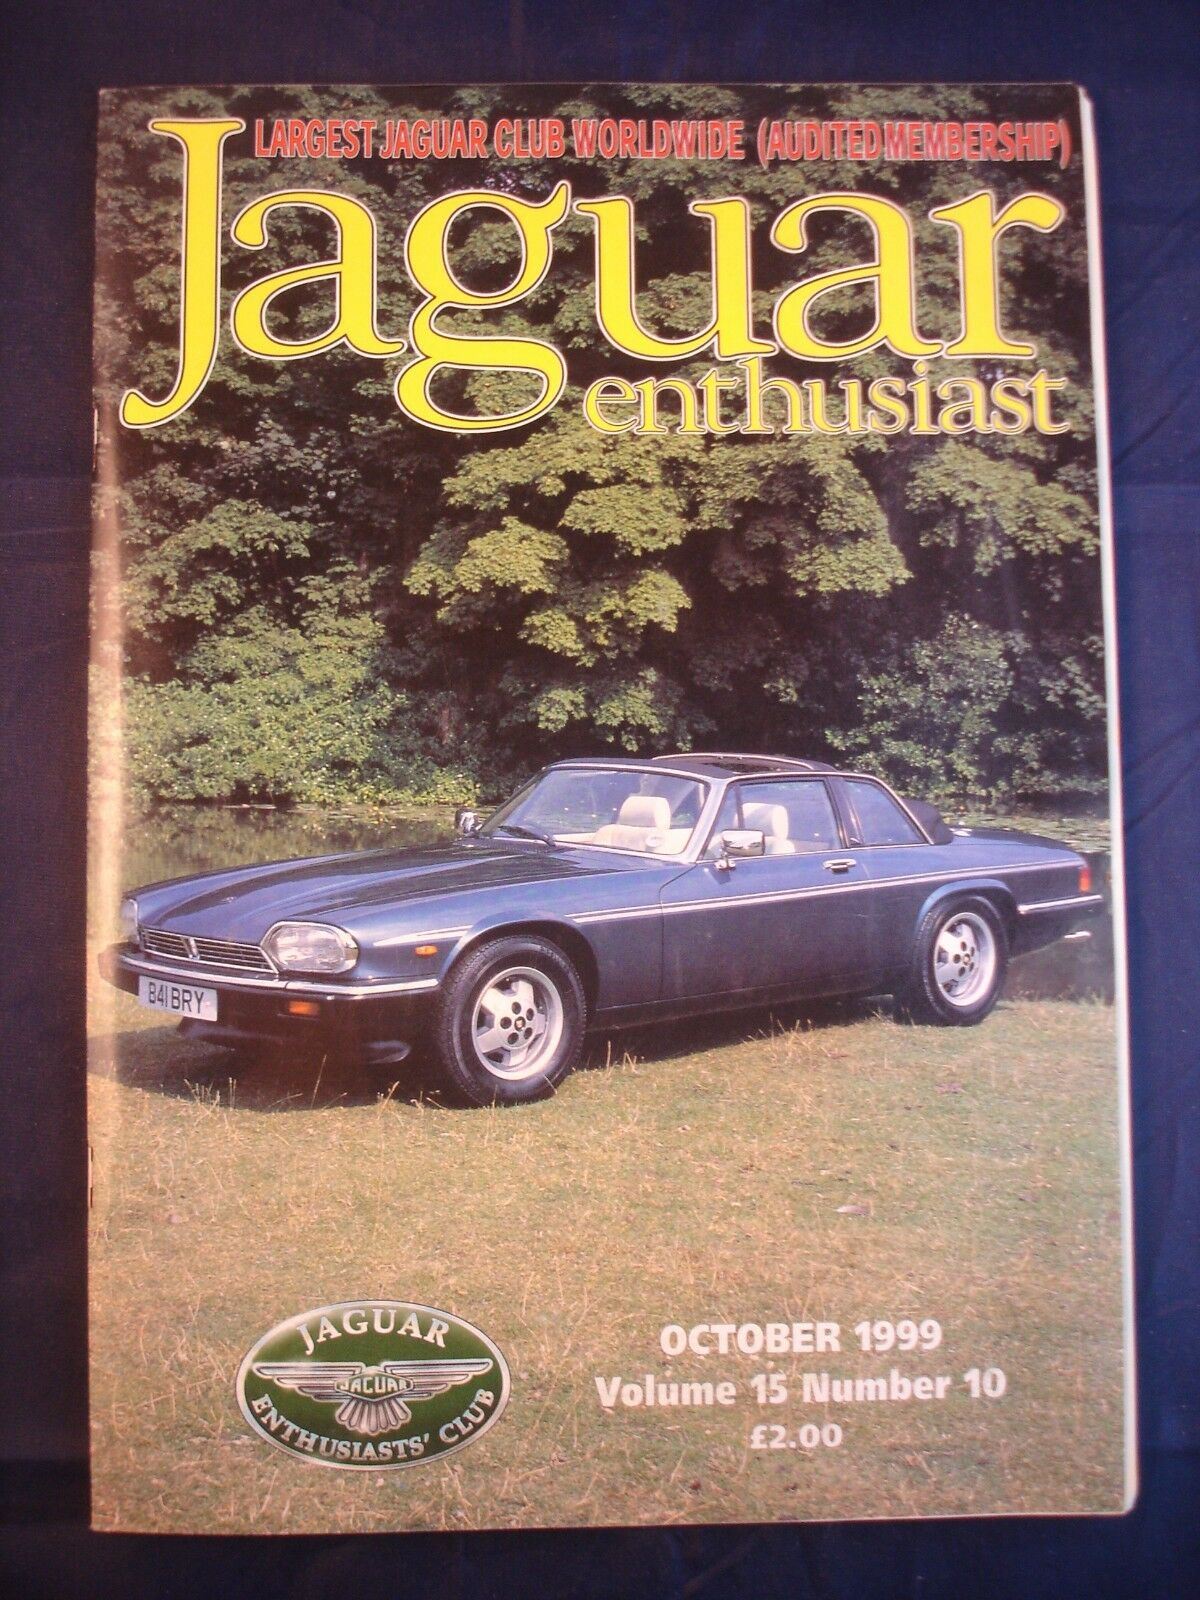 LARGEST JAGUAR CLUB WORLDWIDE (AUDITED MEMBERSHIP)
Jaguar
enthusiast
841 BRY
JAGUAR
JAGUAR
ENTHUSIASTS' CLUB
OCTOBER 1999
Volume 15 Number 10
£2.00